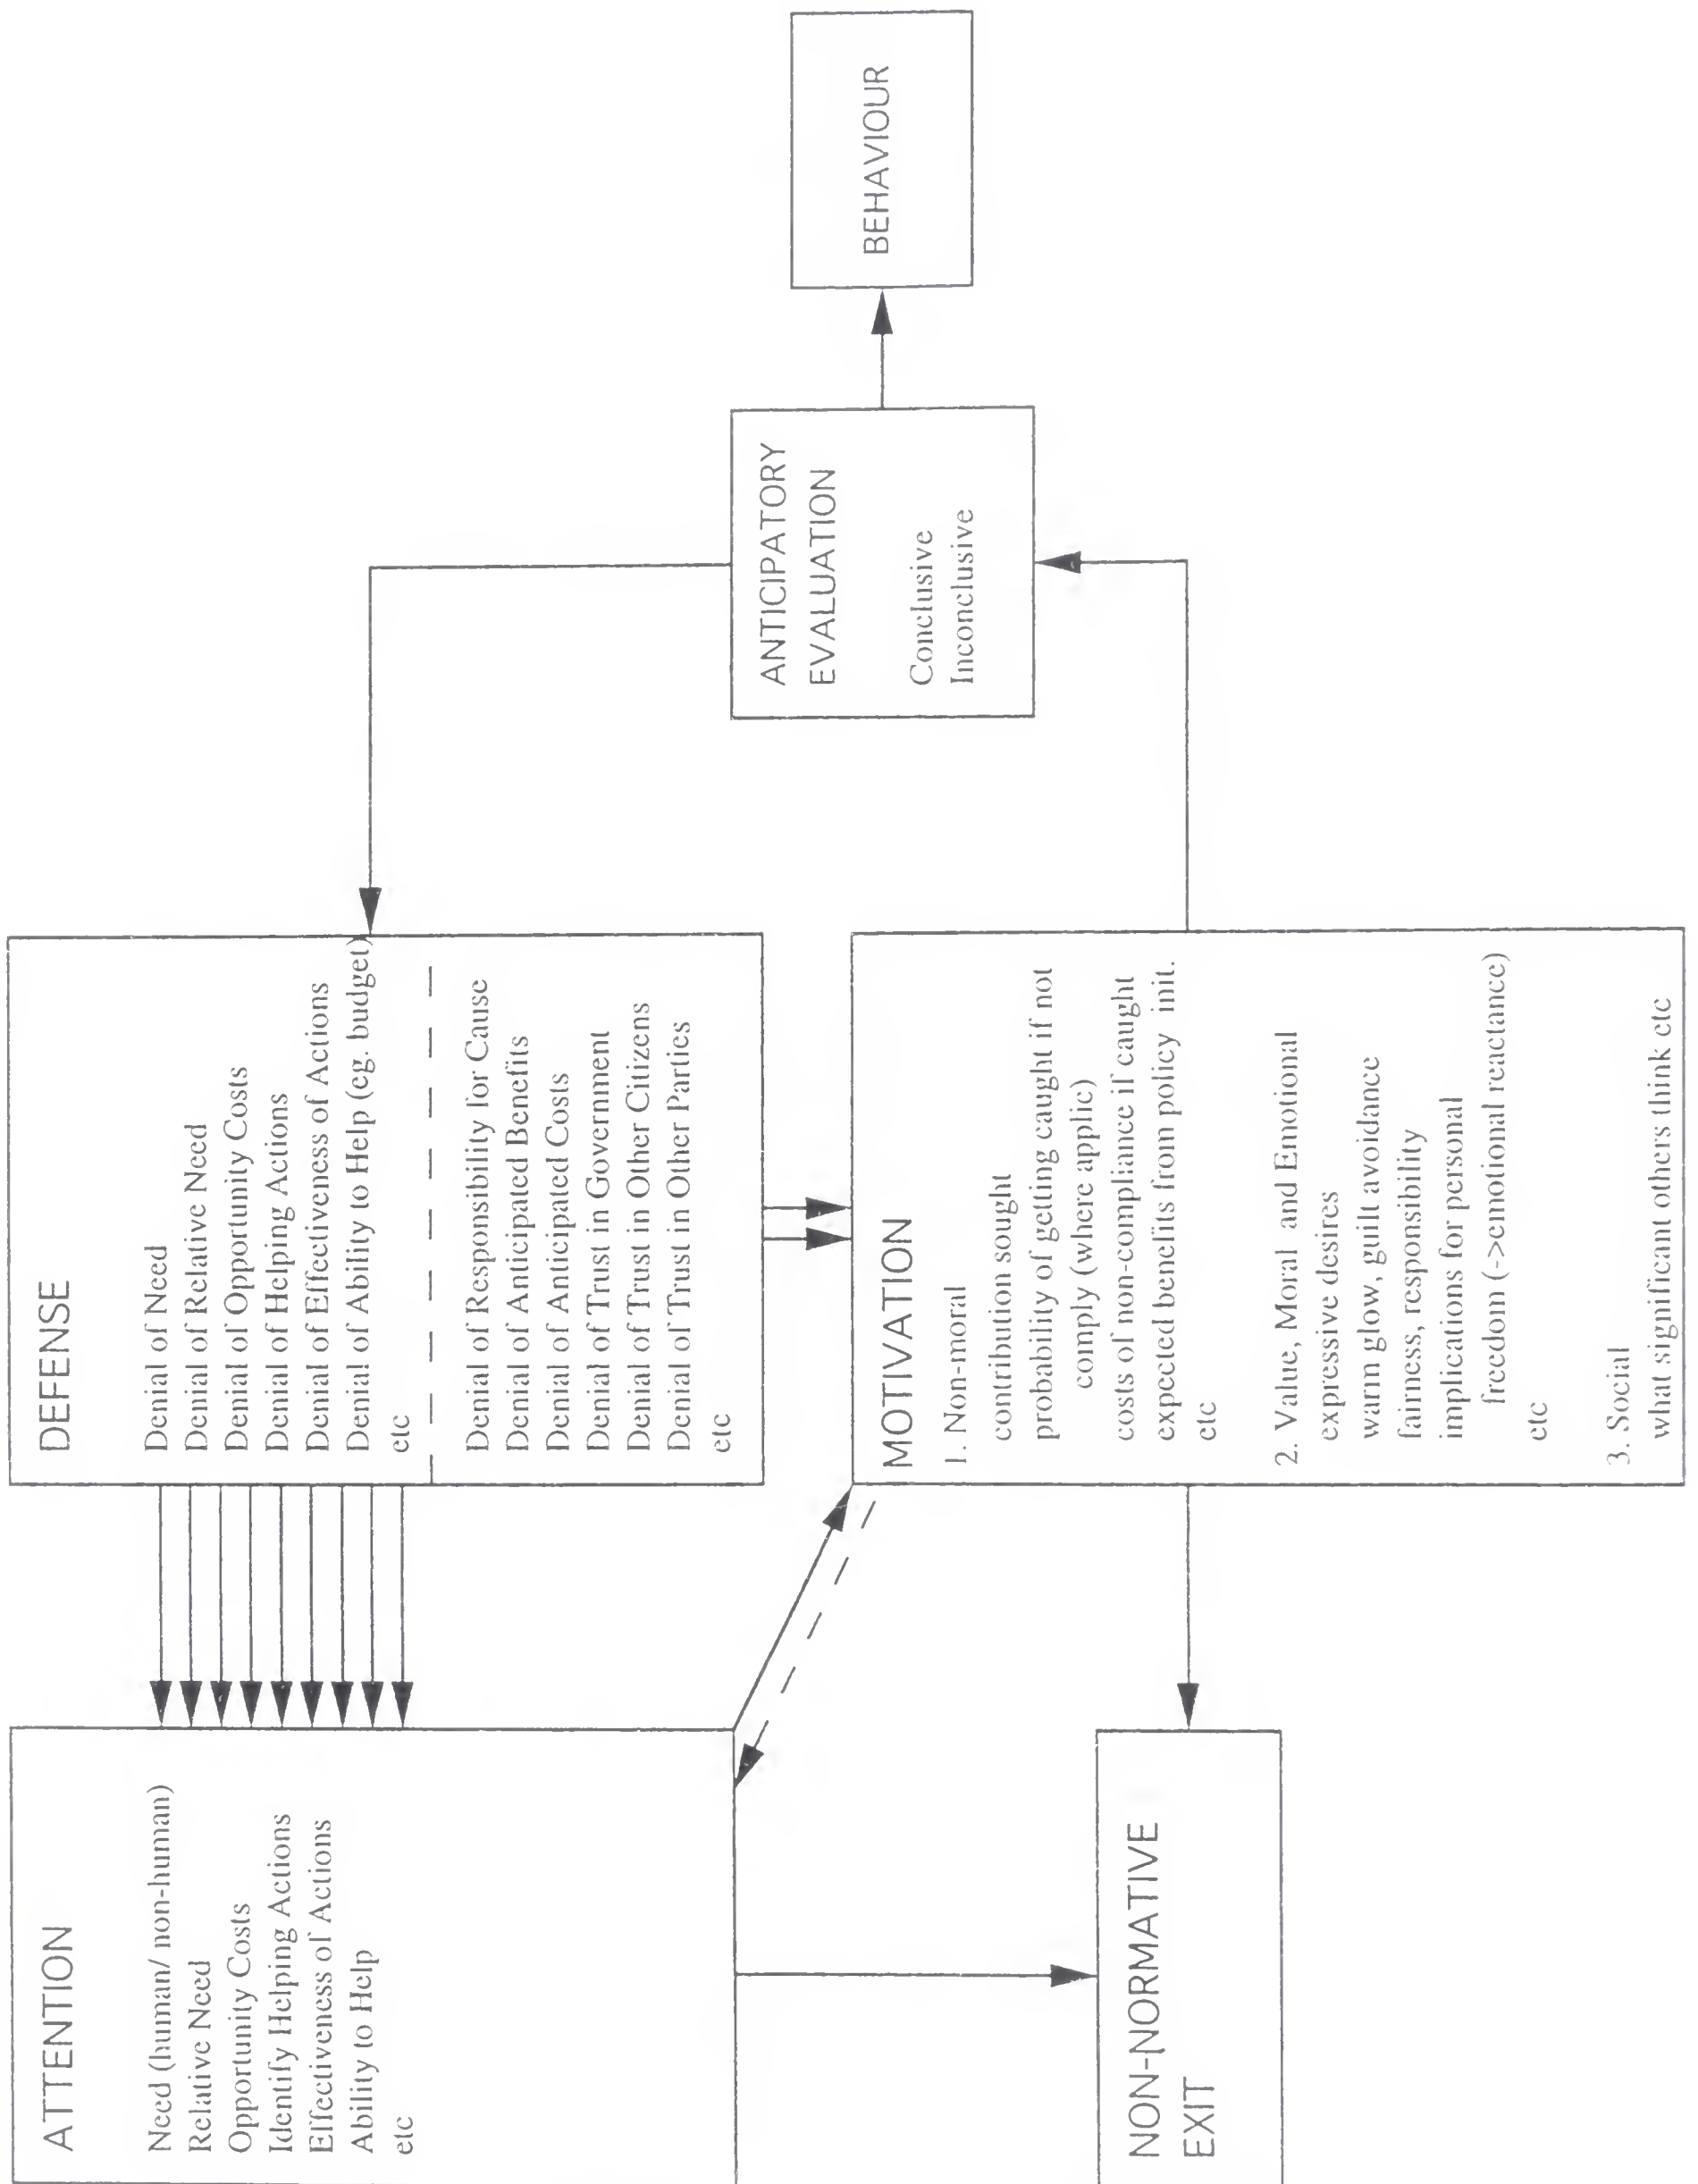 ATTENTION
Need (human/ non-human)
Relative Need
Opportunity Costs
Identify Helping Actions
Effectiveness of Actions
Ability to Help
etc
DEFENSE
Denial of Need
Denial of Relative Need
Denial of Opportunity Costs
Denial of Helping Actions
Denial of Effectiveness of Actions
Denial of Ability to Help (eg. budget)
etc
Denial of Responsibility for Cause
Denial of Anticipated Benefits
Denial of Anticipated Costs
Denial of Trust in Government
Denial of Trust in Other Citizens
Denial of Trust in Other Parties
etc
ANTICIPATORY
EVALUATION
Conclusive
Inconclusive
BEHAVIOUR
NON-NORMATIVE
EXIT
MOTIVATION
1. Non-moral
contribution sought
probability of getting caught if not
comply (where applic)
costs of non-compliance if caught
expected benefits from policy init.
etc
2. Value, Moral and Emotional
expressive desires
warm glow, guilt avoidance
fairness, responsibility
implications for personal
freedom (->emotional reactance)
etc
3. Social
what significant others think etc